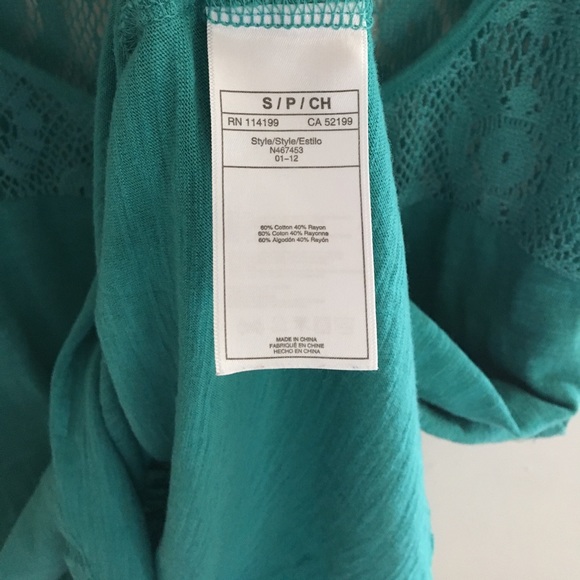 S / P / CH
RN 114199 CA 52199
Style/Style/Estilo
N467453
01-12
60% Cotton 40% Rayon
60% Coton 40% Rayonne
60% Algodón 40% Rayón
MADE IN CHINA
FABRIQUÉ EN CHINE
HECHO EN CHINA